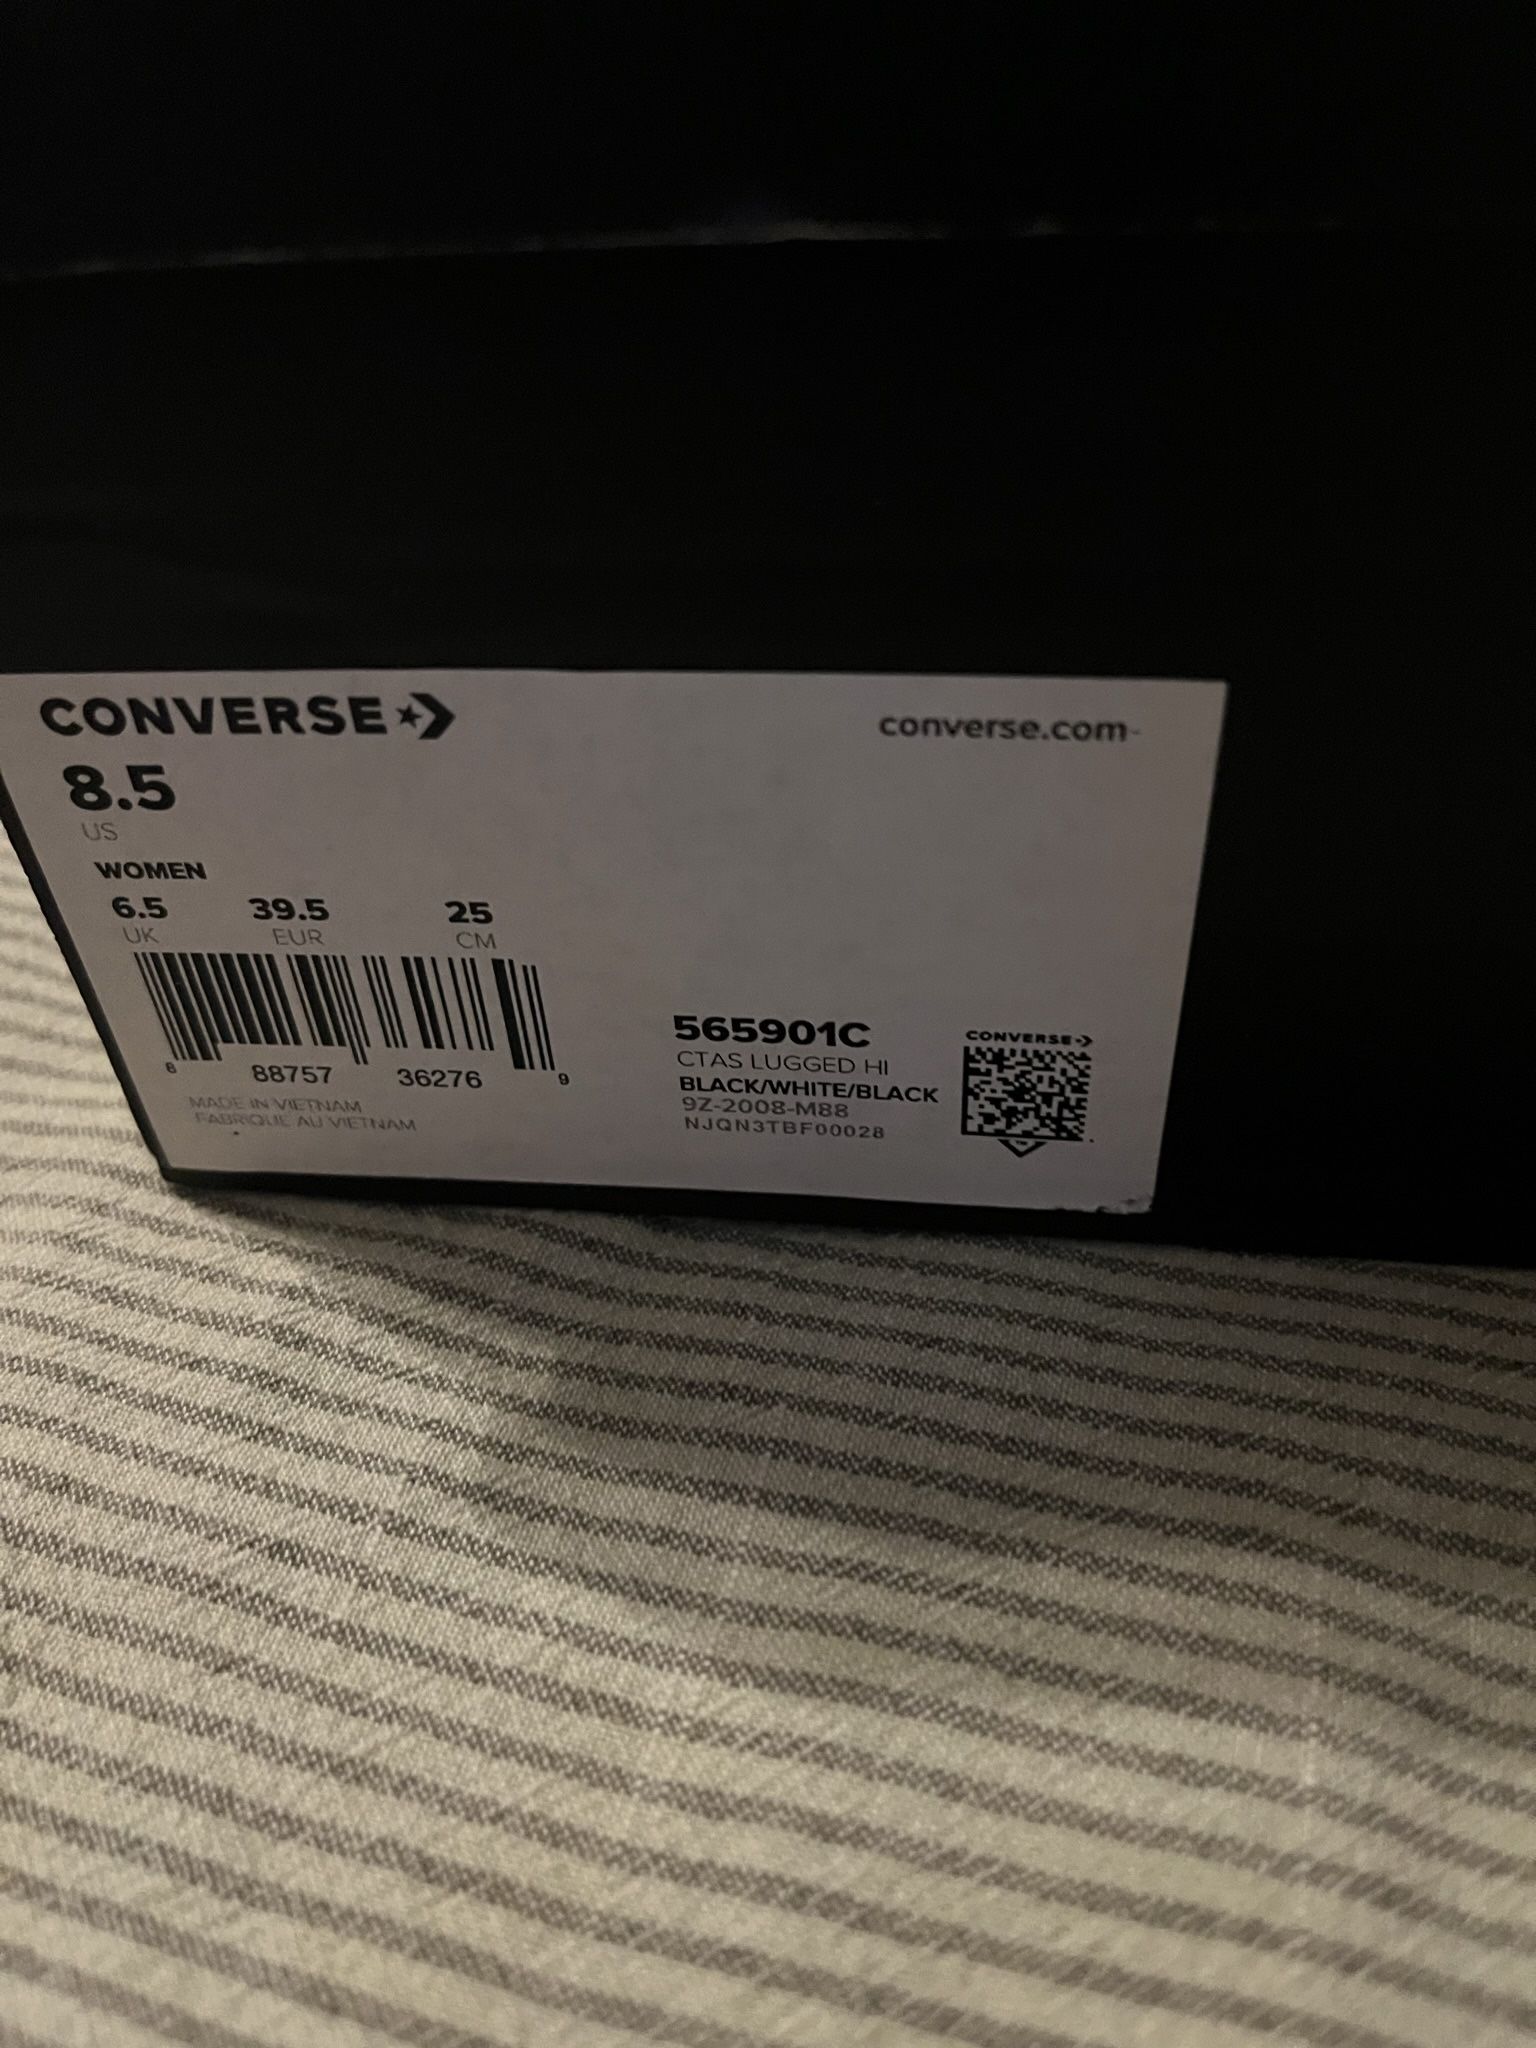 CONVERSE
converse.com
8.5
US
WOMEN
6.5 39.5 25
UK EUR CM
8 88757 36276 9
MADE IN VIETNAM
FABRIQUE AU VIETNAM
565901C
CTAS LUGGED HI
BLACK/WHITE/BLACK
9Z-2008-M88
NJQN3TBF00028
CONVERSE